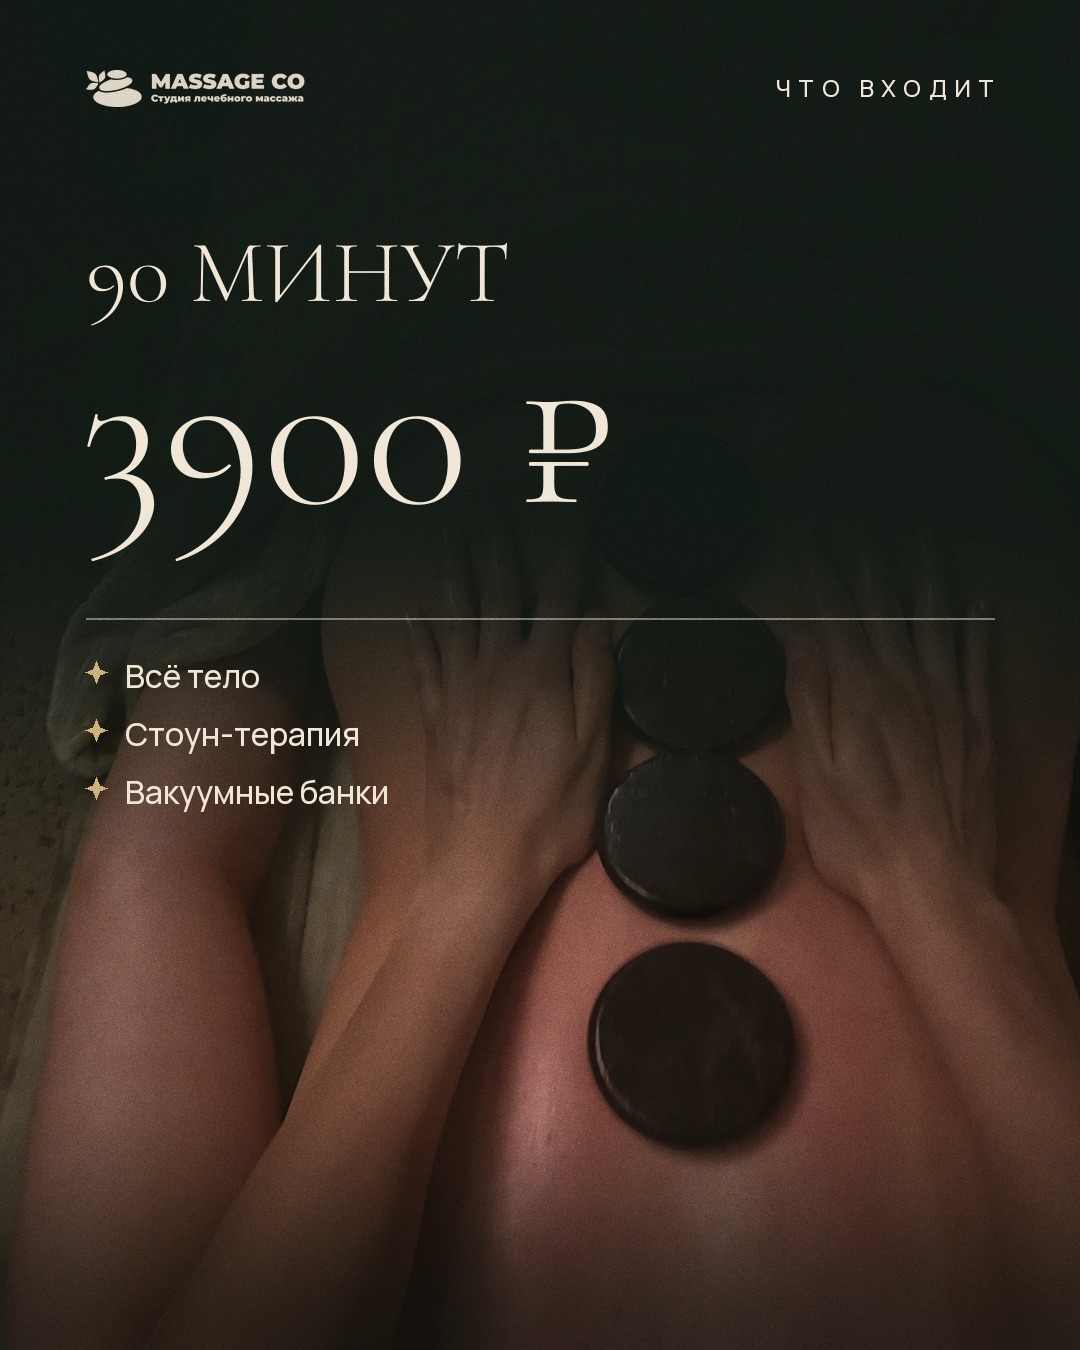 MASSAGE CO
Студия лечебного массажа
ЧТО ВХОДИТ
90 МИНУТ
3900 ₽
Всё тело
Стоун-терапия
Вакуумные банки